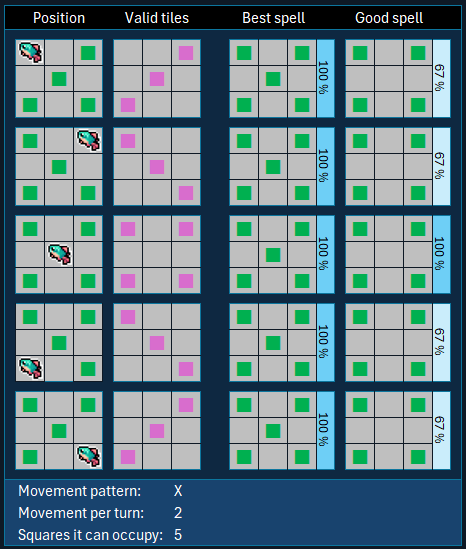 Position Valid tiles Best spell Good spell
100 % 67 %
100 % 67 %
100 % 100 %
100 % 67 %
100 % 67 %
Movement pattern: X
Movement per turn: 2
Squares it can occupy: 5